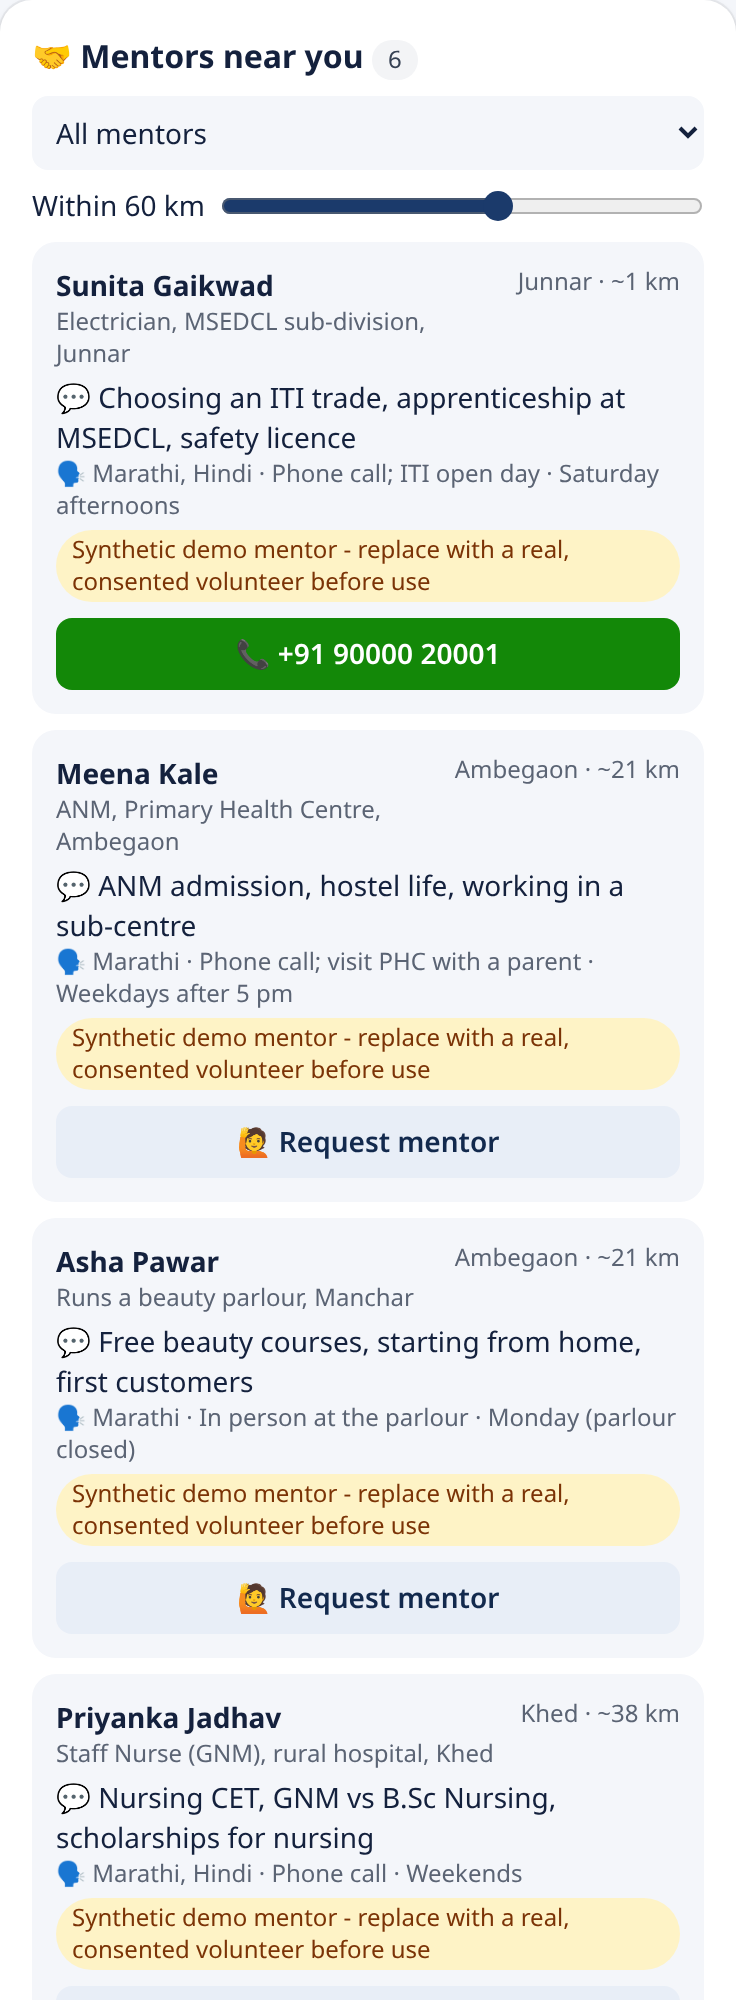 🤝 Mentors near you 6
All mentors
Within 60 km
Sunita Gaikwad Junnar · ~1 km
Electrician, MSEDCL sub-division,
Junnar
💬 Choosing an ITI trade, apprenticeship at
MSEDCL, safety licence
🗣️ Marathi, Hindi · Phone call; ITI open day · Saturday
afternoons
Synthetic demo mentor - replace with a real,
consented volunteer before use
📞 +91 90000 20001
Meena Kale Ambegaon · ~21 km
ANM, Primary Health Centre,
Ambegaon
💬 ANM admission, hostel life, working in a
sub-centre
🗣️ Marathi · Phone call; visit PHC with a parent ·
Weekdays after 5 pm
Synthetic demo mentor - replace with a real,
consented volunteer before use
🙋 Request mentor
Asha Pawar Ambegaon · ~21 km
Runs a beauty parlour, Manchar
💬 Free beauty courses, starting from home,
first customers
🗣️ Marathi · In person at the parlour · Monday (parlour
closed)
Synthetic demo mentor - replace with a real,
consented volunteer before use
🙋 Request mentor
Priyanka Jadhav Khed · ~38 km
Staff Nurse (GNM), rural hospital, Khed
💬 Nursing CET, GNM vs B.Sc Nursing,
scholarships for nursing
🗣️ Marathi, Hindi · Phone call · Weekends
Synthetic demo mentor - replace with a real,
consented volunteer before use